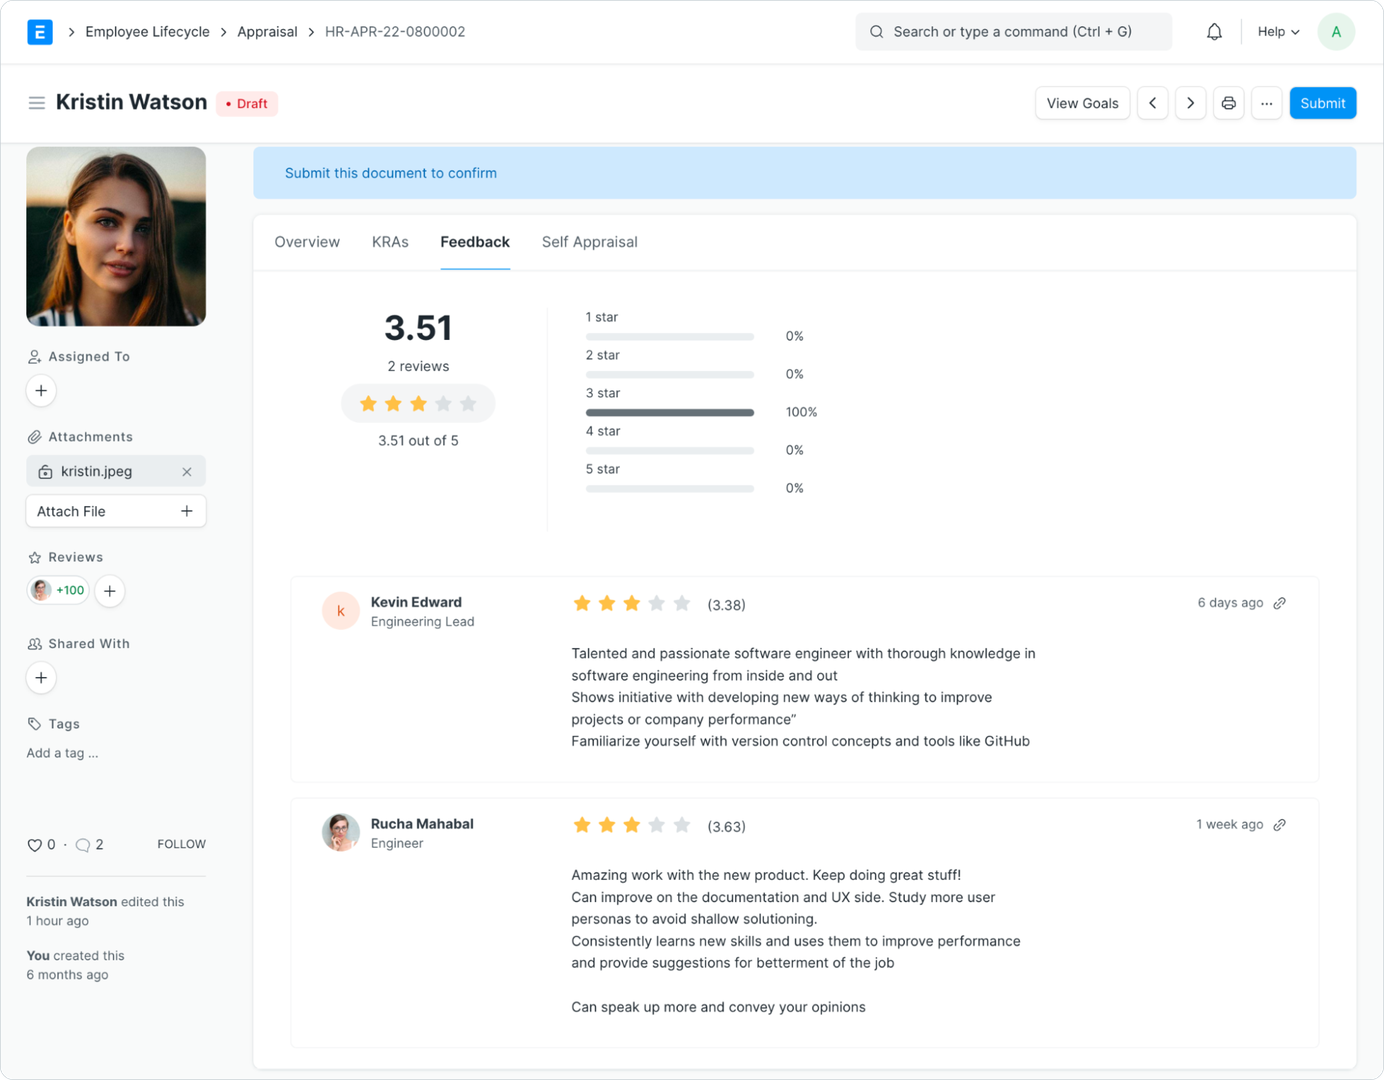 E
Employee Lifecycle
Appraisal
HR-APR-22-0800002
Search or type a command (Ctrl + G)
Help
A
Kristin Watson
Draft
View Goals
...
Submit
Submit this document to confirm
Overview
KRAs
Feedback
Self Appraisal
3.51
2 reviews
3.51 out of 5
1 star
0%
2 star
0%
3 star
100%
4 star
0%
5 star
0%
Assigned To
Attachments
kristin.jpeg
Attach File
Reviews
+100
Shared With
Tags
Add a tag ...
0 · 2
FOLLOW
Kristin Watson edited this
1 hour ago
You created this
6 months ago
k
Kevin Edward
Engineering Lead
(3.38)
6 days ago
Talented and passionate software engineer with thorough knowledge in
software engineering from inside and out
Shows initiative with developing new ways of thinking to improve
projects or company performance”
Familiarize yourself with version control concepts and tools like GitHub
Rucha Mahabal
Engineer
(3.63)
1 week ago
Amazing work with the new product. Keep doing great stuff!
Can improve on the documentation and UX side. Study more user
personas to avoid shallow solutioning.
Consistently learns new skills and uses them to improve performance
and provide suggestions for betterment of the job
Can speak up more and convey your opinions